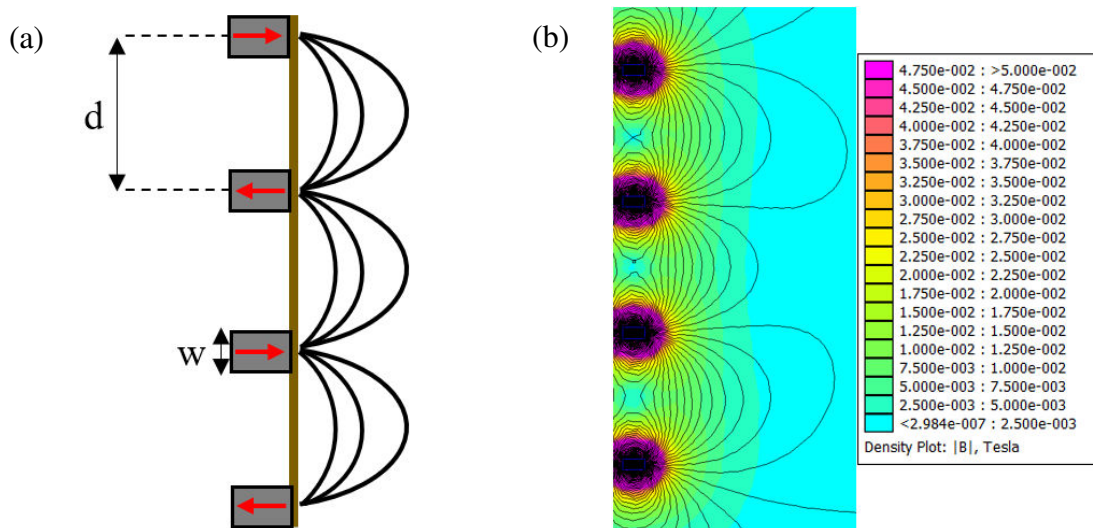 (a)
d
w
(b)
4.750e-002 : >5.000e-002
4.500e-002 : 4.750e-002
4.250e-002 : 4.500e-002
4.000e-002 : 4.250e-002
3.750e-002 : 4.000e-002
3.500e-002 : 3.750e-002
3.250e-002 : 3.500e-002
3.000e-002 : 3.250e-002
2.750e-002 : 3.000e-002
2.500e-002 : 2.750e-002
2.250e-002 : 2.500e-002
2.000e-002 : 2.250e-002
1.750e-002 : 2.000e-002
1.500e-002 : 1.750e-002
1.250e-002 : 1.500e-002
1.000e-002 : 1.250e-002
7.500e-003 : 1.000e-002
5.000e-003 : 7.500e-003
2.500e-003 : 5.000e-003
<2.984e-007 : 2.500e-003
Density Plot: |B|, Tesla